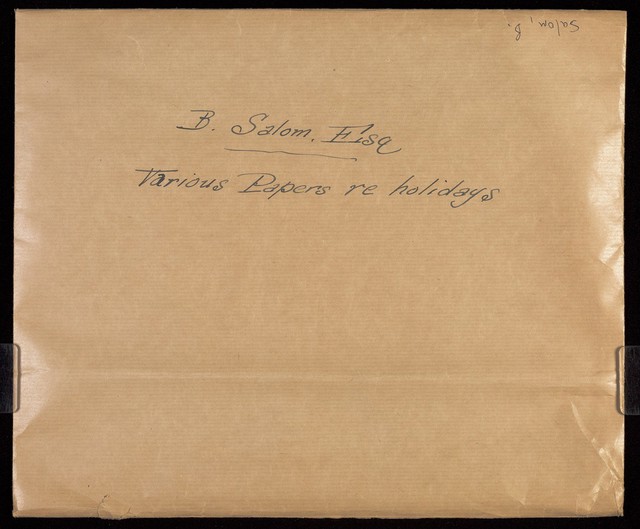 Salom, B.
B. Salom. Esq
Various Papers re holidays